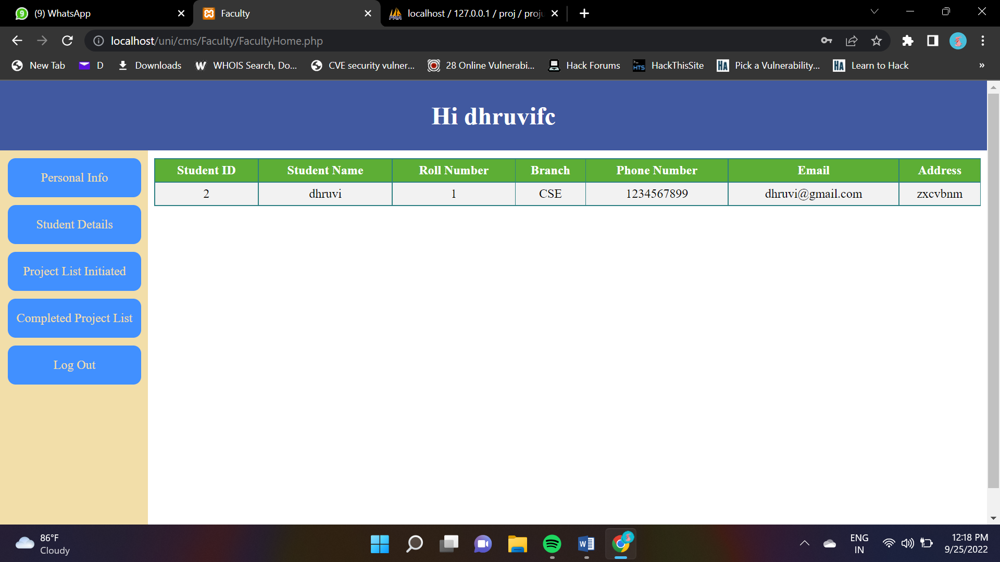 (9) WhatsApp
Faculty
localhost / 127.0.0.1 / proj / proj
localhost/uni/cms/Faculty/FacultyHome.php
New Tab D Downloads WHOIS Search, Do... CVE security vulner... 28 Online Vulnerabi... Hack Forums HackThisSite Pick a Vulnerability... Learn to Hack »
Hi dhruvifc
Personal Info
Student Details
Project List Initiated
Completed Project List
Log Out
Student ID Student Name Roll Number Branch Phone Number Email Address
2 dhruvi 1 CSE 1234567899 dhruvi@gmail.com zxcvbnm
86°F
Cloudy
ENG
IN
12:18 PM
9/25/2022